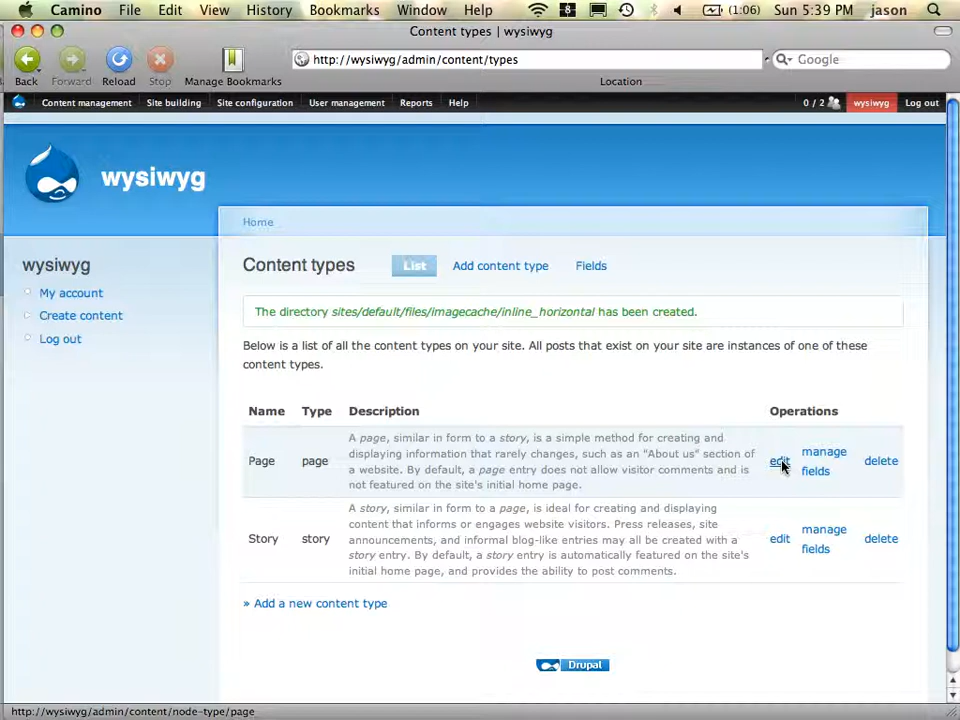 Camino File Edit View History Bookmarks Window Help (1:06) Sun 5:39 PM jason
Content types | wysiwyg
http://wysiwyg/admin/content/types
Google
Back Forward Reload Stop Manage Bookmarks Location Search
Content management Site building Site configuration User management Reports Help 0 / 2 wysiwyg Log out
wysiwyg
Home
wysiwyg
My account
Create content
Log out
Content types List Add content type Fields
The directory sites/default/files/imagecache/inline_horizontal has been created.
Below is a list of all the content types on your site. All posts that exist on your site are instances of one of these
content types.
Name Type Description Operations
Page page
A page, similar in form to a story, is a simple method for creating and
displaying information that rarely changes, such as an "About us" section of
a website. By default, a page entry does not allow visitor comments and is
not featured on the site's initial home page.
edit manage fields delete
Story story
A story, similar in form to a page, is ideal for creating and displaying
content that informs or engages website visitors. Press releases, site
announcements, and informal blog-like entries may all be created with a
story entry. By default, a story entry is automatically featured on the site's
initial home page, and provides the ability to post comments.
edit manage fields delete
» Add a new content type
Drupal
http://wysiwyg/admin/content/node-type/page